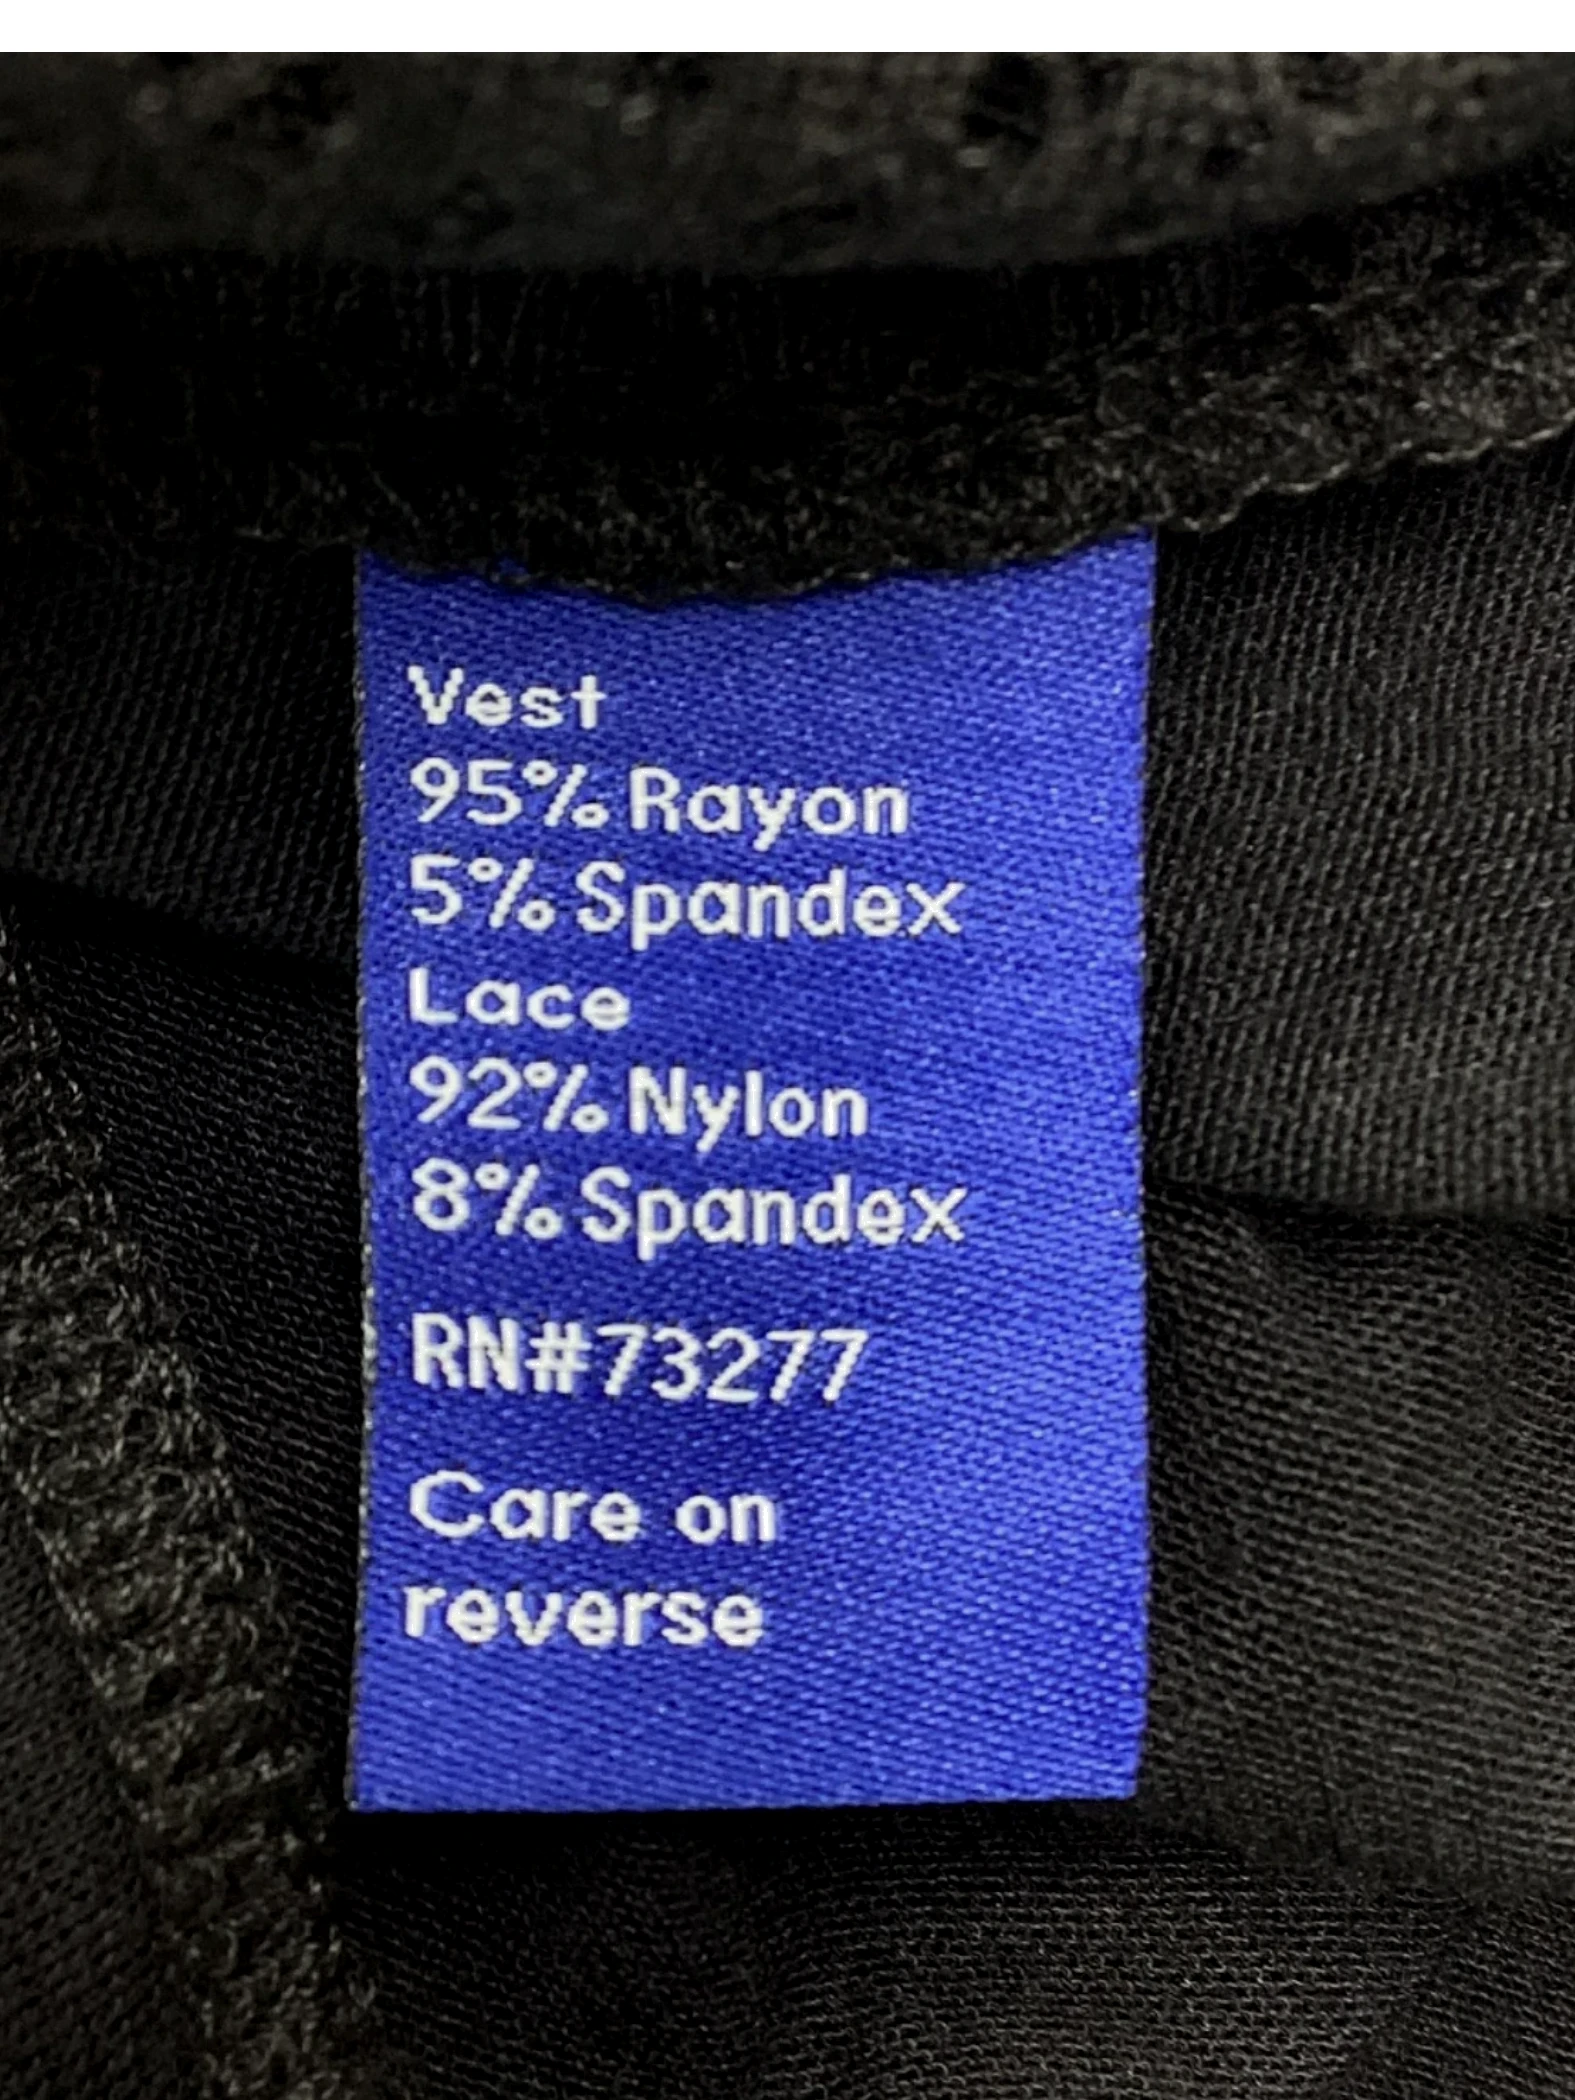 Vest
95% Rayon
5% Spandex
Lace
92% Nylon
8% Spandex
RN#73277
Care on
reverse